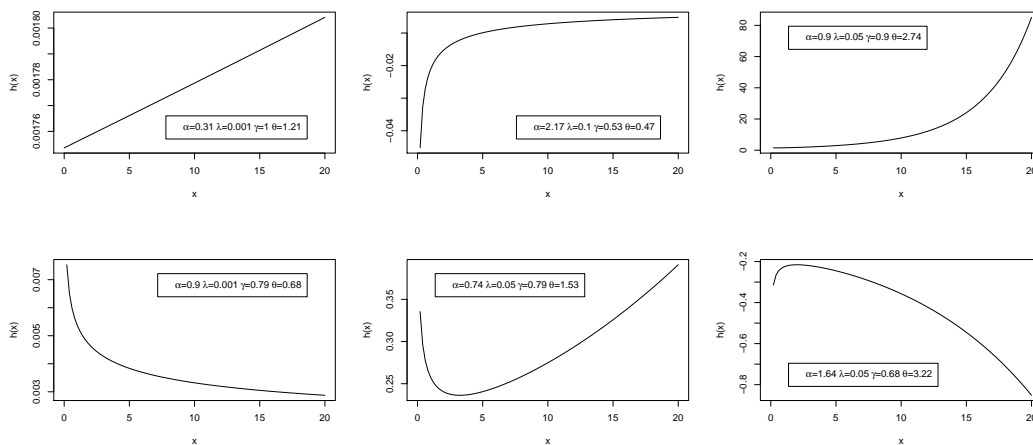 h(x)
0.00176 0.00178 0.00180
α=0.31 λ=0.001 γ=1 θ=1.21
0 5 10 15 20
x
h(x)
−0.04 −0.02
α=2.17 λ=0.1 γ=0.53 θ=0.47
0 5 10 15 20
x
h(x)
0 20 40 60 80
α=0.9 λ=0.05 γ=0.9 θ=2.74
0 5 10 15 20
x
h(x)
0.003 0.005 0.007
α=0.9 λ=0.001 γ=0.79 θ=0.68
0 5 10 15 20
x
h(x)
0.25 0.30 0.35
α=0.74 λ=0.05 γ=0.79 θ=1.53
0 5 10 15 20
x
h(x)
−0.8 −0.6 −0.4 −0.2
α=1.64 λ=0.05 γ=0.68 θ=3.22
0 5 10 15 20
x